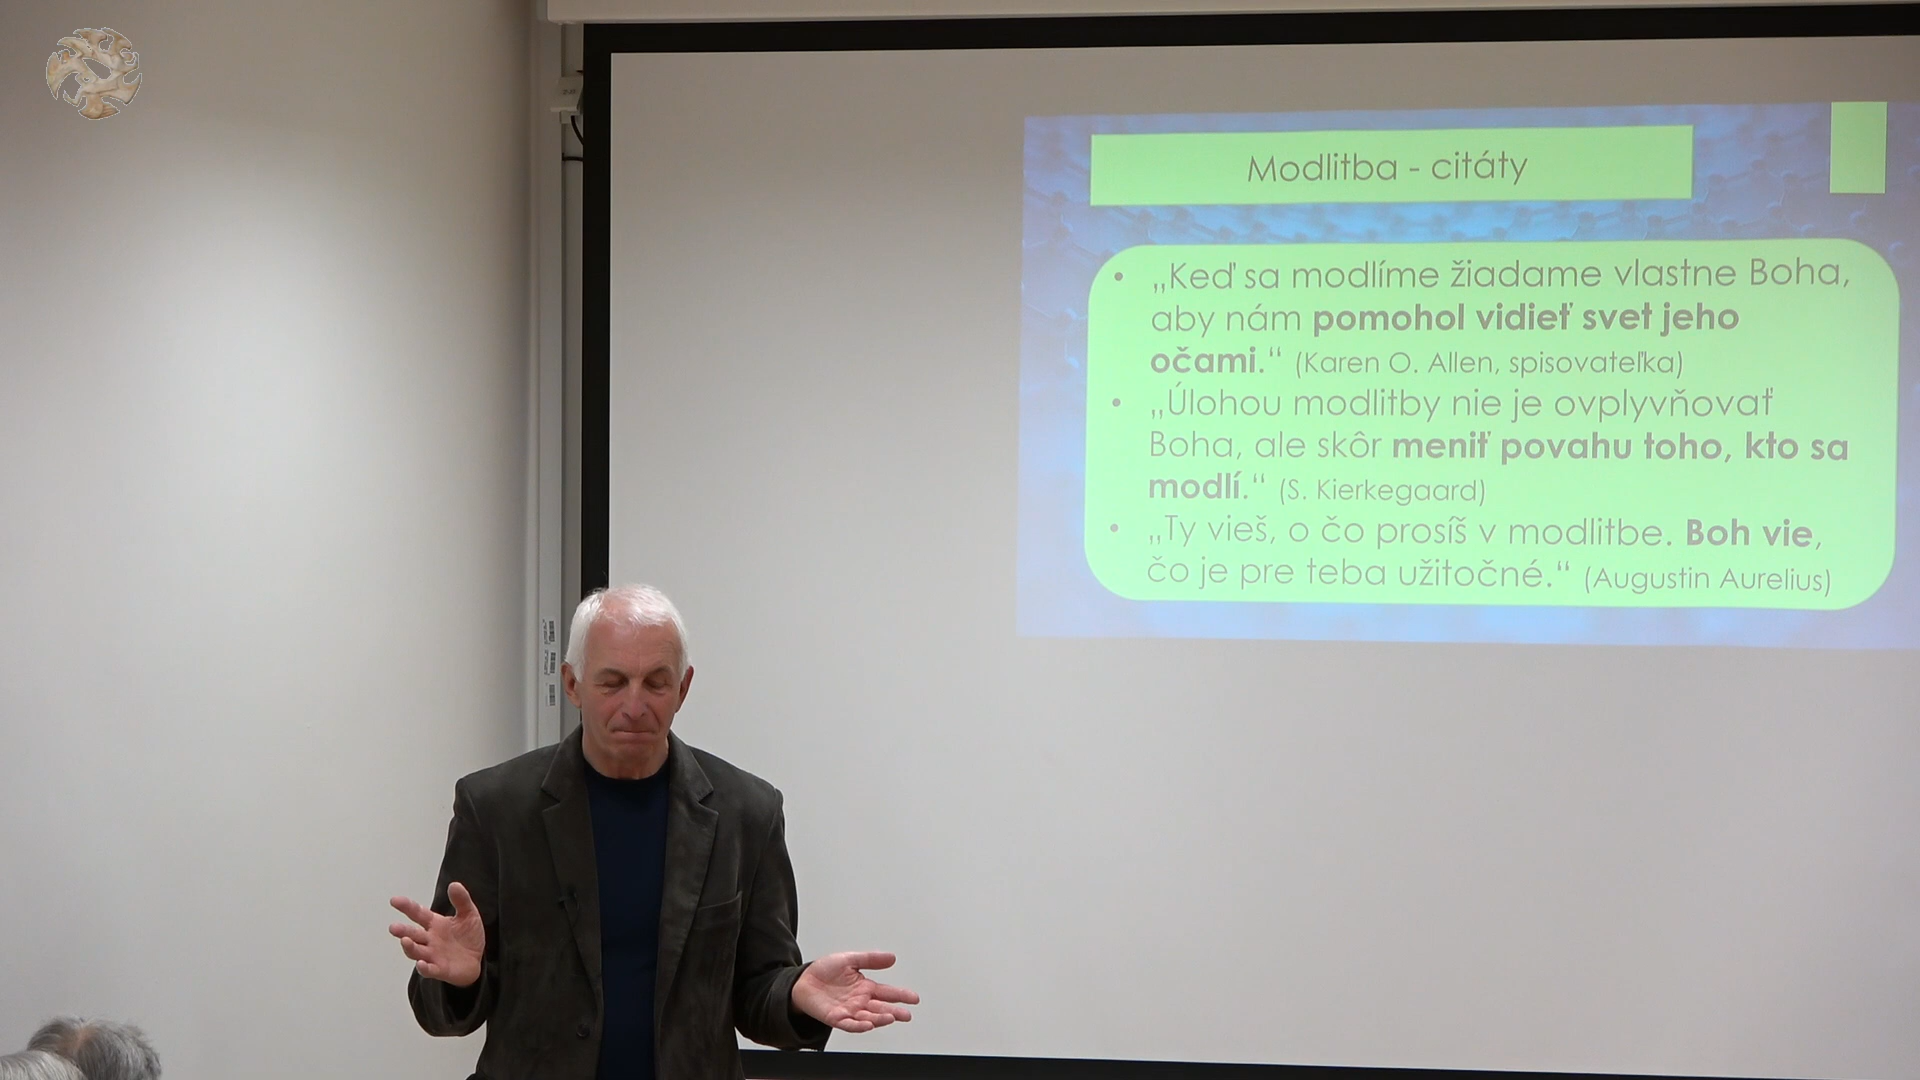 Modlitba - citáty
• „Keď sa modlíme žiadame vlastne Boha,
aby nám pomohol vidieť svet jeho
očami.“ (Karen O. Allen, spisovateľka)
• „Úlohou modlitby nie je ovplyvňovať
Boha, ale skôr meniť povahu toho, kto sa
modlí.“ (S. Kierkegaard)
• „Ty vieš, o čo prosíš v modlitbe. Boh vie,
čo je pre teba užitočné.“ (Augustin Aurelius)